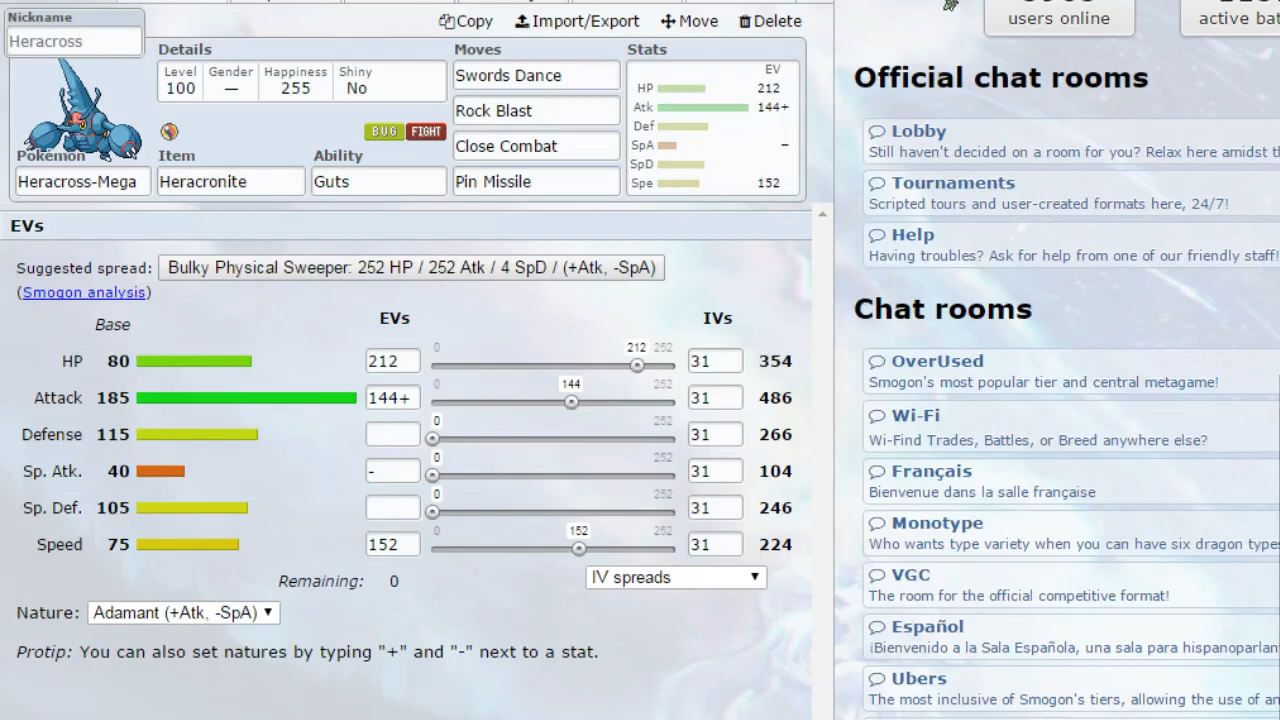 Nickname
Heracross
Copy Import/Export Move Delete
Details
Level Gender Happiness Shiny
100 — 255 No
BUG FIGHT
Pokémon Item Ability
Heracross-Mega Heracronite Guts
Moves
Swords Dance
Rock Blast
Close Combat
Pin Missile
Stats
EV
HP 212
Atk 144+
Def
SpA –
SpD
Spe 152
EVs
Suggested spread: Bulky Physical Sweeper: 252 HP / 252 Atk / 4 SpD / (+Atk, -SpA)
(Smogon analysis)
Base EVs IVs
0 212 252
HP 80 212 31 354
0 144 252
Attack 185 144+ 31 486
0 252
Defense 115 31 266
0 252
Sp. Atk. 40 - 31 104
0 252
Sp. Def. 105 31 246
0 152 252
Speed 75 152 31 224
Remaining: 0 IV spreads
Nature: Adamant (+Atk, -SpA)
Protip: You can also set natures by typing "+" and "-" next to a stat.
users online
active bat
Official chat rooms
Lobby
Still haven't decided on a room for you? Relax here amidst th
Tournaments
Scripted tours and user-created formats here, 24/7!
Help
Having troubles? Ask for help from one of our friendly staff!
Chat rooms
OverUsed
Smogon's most popular tier and central metagame!
Wi-Fi
Wi-Find Trades, Battles, or Breed anywhere else?
Français
Bienvenue dans la salle française
Monotype
Who wants type variety when you can have six dragon types
VGC
The room for the official competitive format!
Español
¡Bienvenido a la Sala Española, una sala para hispanoparlan
Ubers
The most inclusive of Smogon's tiers, allowing the use of an